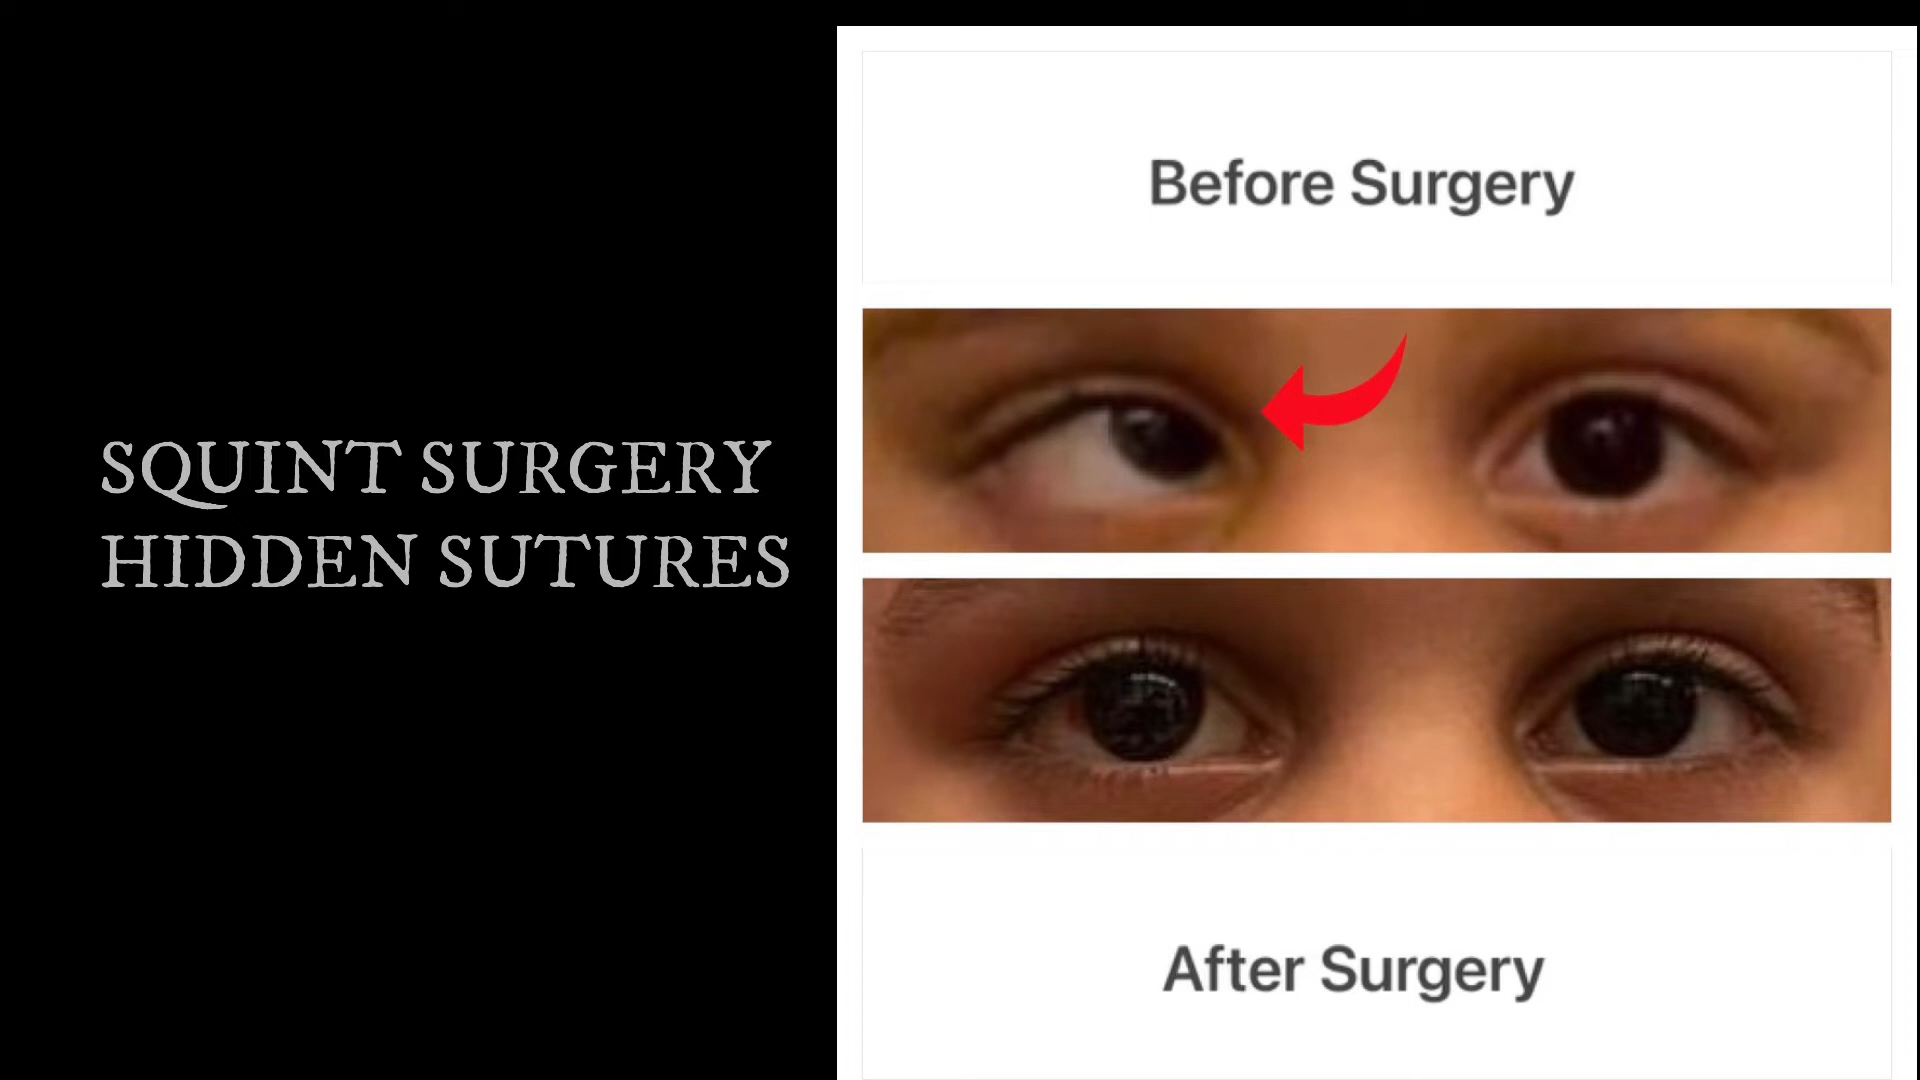 SQUINT SURGERY
HIDDEN SUTURES
Before Surgery
After Surgery